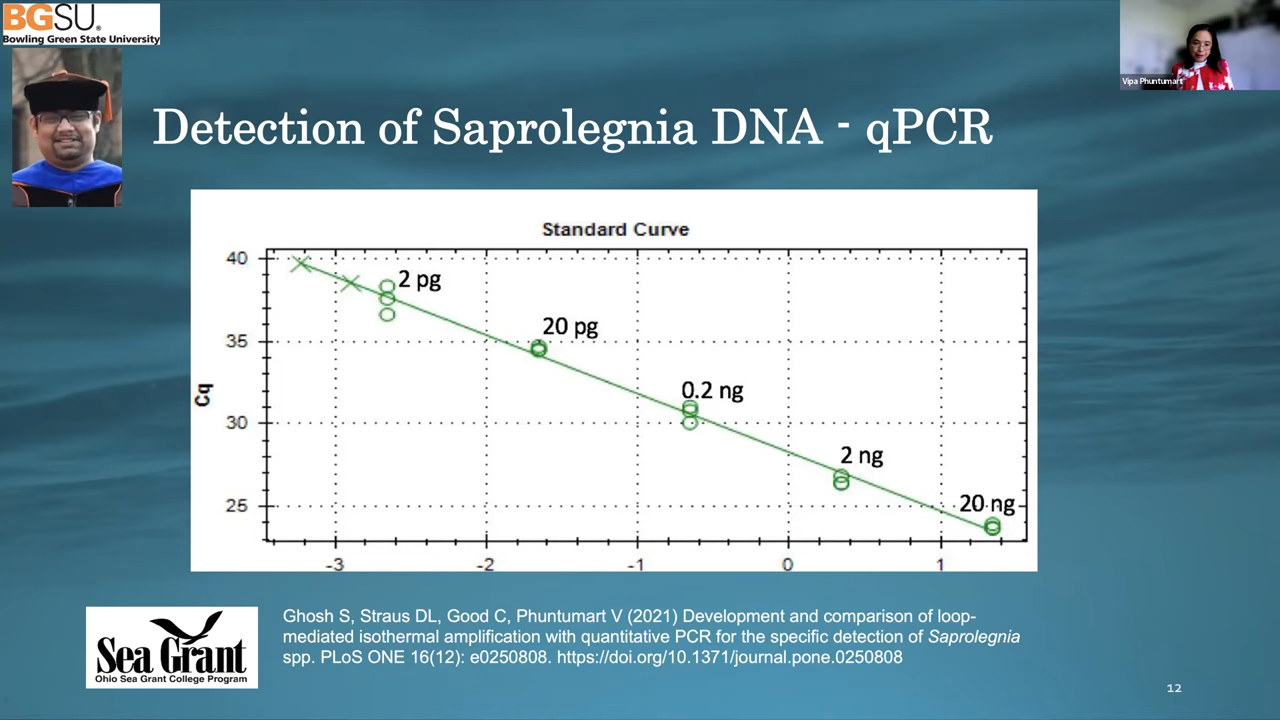 BGSU®
Bowling Green State University
Vipa Phuntumart
Detection of Saprolegnia DNA - qPCR
Standard Curve
40
35
30
25
Cq
2 pg
20 pg
0.2 ng
2 ng
20 ng
-3
-2
-1
0
1
Sea Grant
Ohio Sea Grant College Program
Ghosh S, Straus DL, Good C, Phuntumart V (2021) Development and comparison of loop-
mediated isothermal amplification with quantitative PCR for the specific detection of Saprolegnia
spp. PLoS ONE 16(12): e0250808. https://doi.org/10.1371/journal.pone.0250808
12